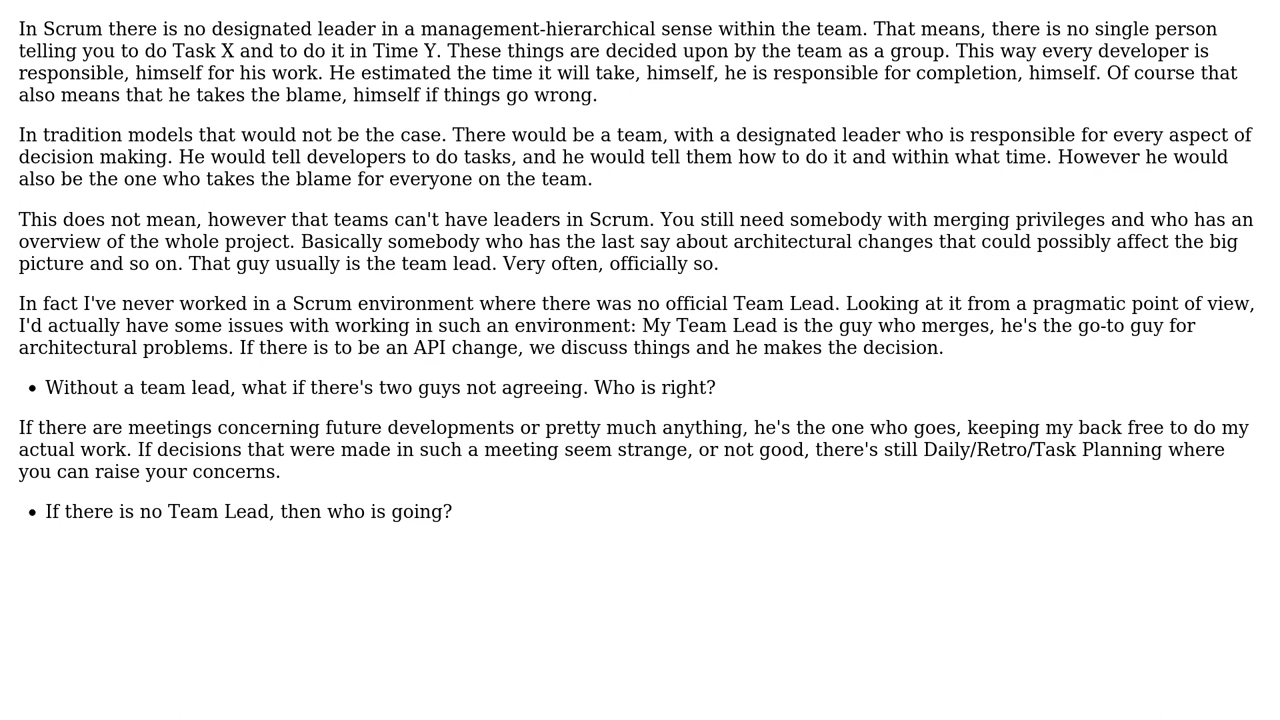 In Scrum there is no designated leader in a management-hierarchical sense within the team. That means, there is no single person
telling you to do Task X and to do it in Time Y. These things are decided upon by the team as a group. This way every developer is
responsible, himself for his work. He estimated the time it will take, himself, he is responsible for completion, himself. Of course that
also means that he takes the blame, himself if things go wrong.
In tradition models that would not be the case. There would be a team, with a designated leader who is responsible for every aspect of
decision making. He would tell developers to do tasks, and he would tell them how to do it and within what time. However he would
also be the one who takes the blame for everyone on the team.
This does not mean, however that teams can't have leaders in Scrum. You still need somebody with merging privileges and who has an
overview of the whole project. Basically somebody who has the last say about architectural changes that could possibly affect the big
picture and so on. That guy usually is the team lead. Very often, officially so.
In fact I've never worked in a Scrum environment where there was no official Team Lead. Looking at it from a pragmatic point of view,
I'd actually have some issues with working in such an environment: My Team Lead is the guy who merges, he's the go-to guy for
architectural problems. If there is to be an API change, we discuss things and he makes the decision.
• Without a team lead, what if there's two guys not agreeing. Who is right?
If there are meetings concerning future developments or pretty much anything, he's the one who goes, keeping my back free to do my
actual work. If decisions that were made in such a meeting seem strange, or not good, there's still Daily/Retro/Task Planning where
you can raise your concerns.
• If there is no Team Lead, then who is going?